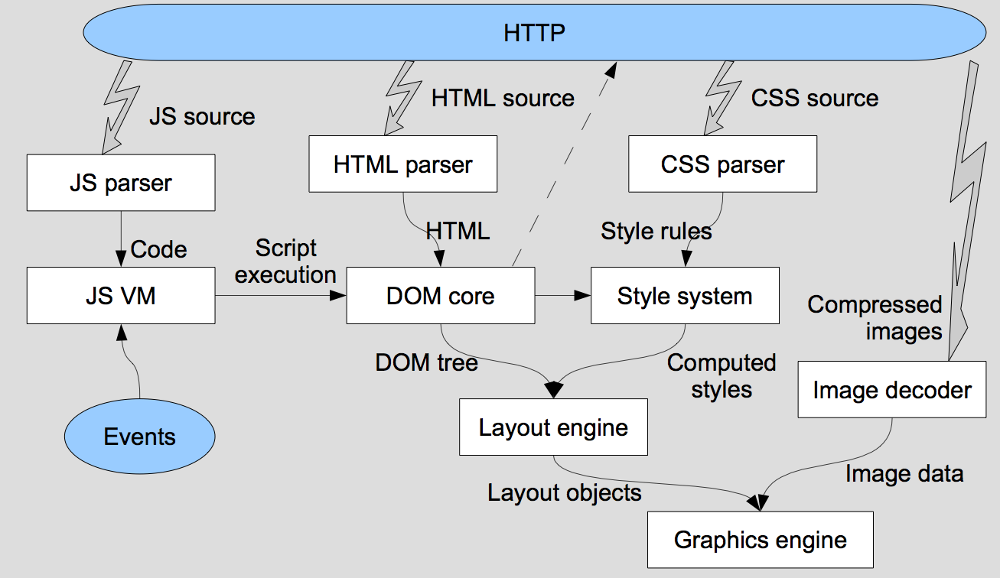 HTTP
JS source
HTML source
CSS source
JS parser
HTML parser
CSS parser
Code
Script
execution
HTML
Style rules
JS VM
DOM core
Style system
Compressed
images
DOM tree
Computed
styles
Image decoder
Events
Layout engine
Image data
Layout objects
Graphics engine